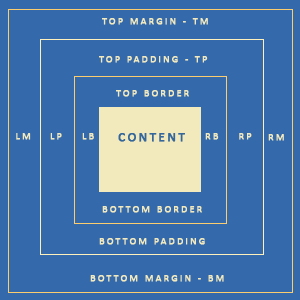 TOP MARGIN - TM
TOP PADDING - TP
TOP BORDER
LM LP LB CONTENT RB RP RM
BOTTOM BORDER
BOTTOM PADDING
BOTTOM MARGIN - BM